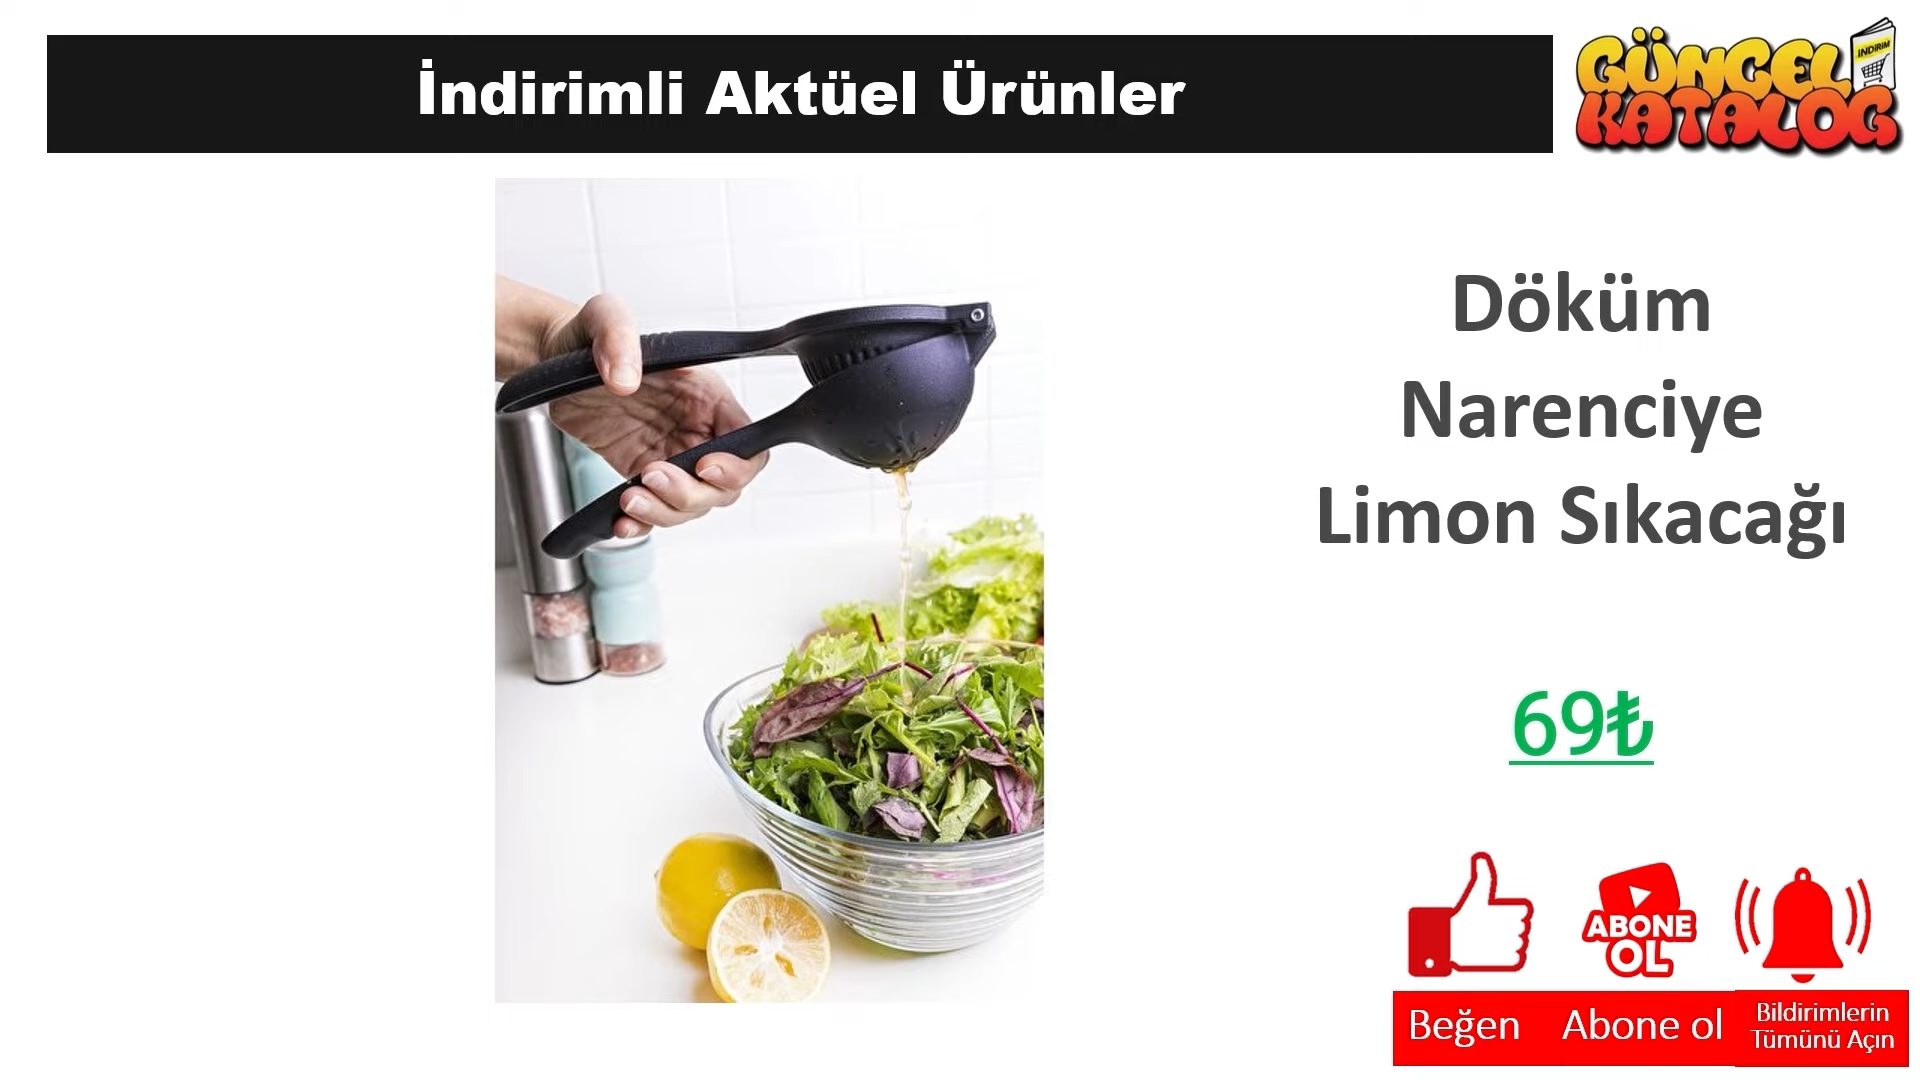 İndirimli Aktüel Ürünler
GÜNCEL
KATALOG
İNDİRİM
Döküm
Narenciye
Limon Sıkacağı
69₺
ABONE
OL
Beğen
Abone ol
Bildirimlerin
Tümünü Açın